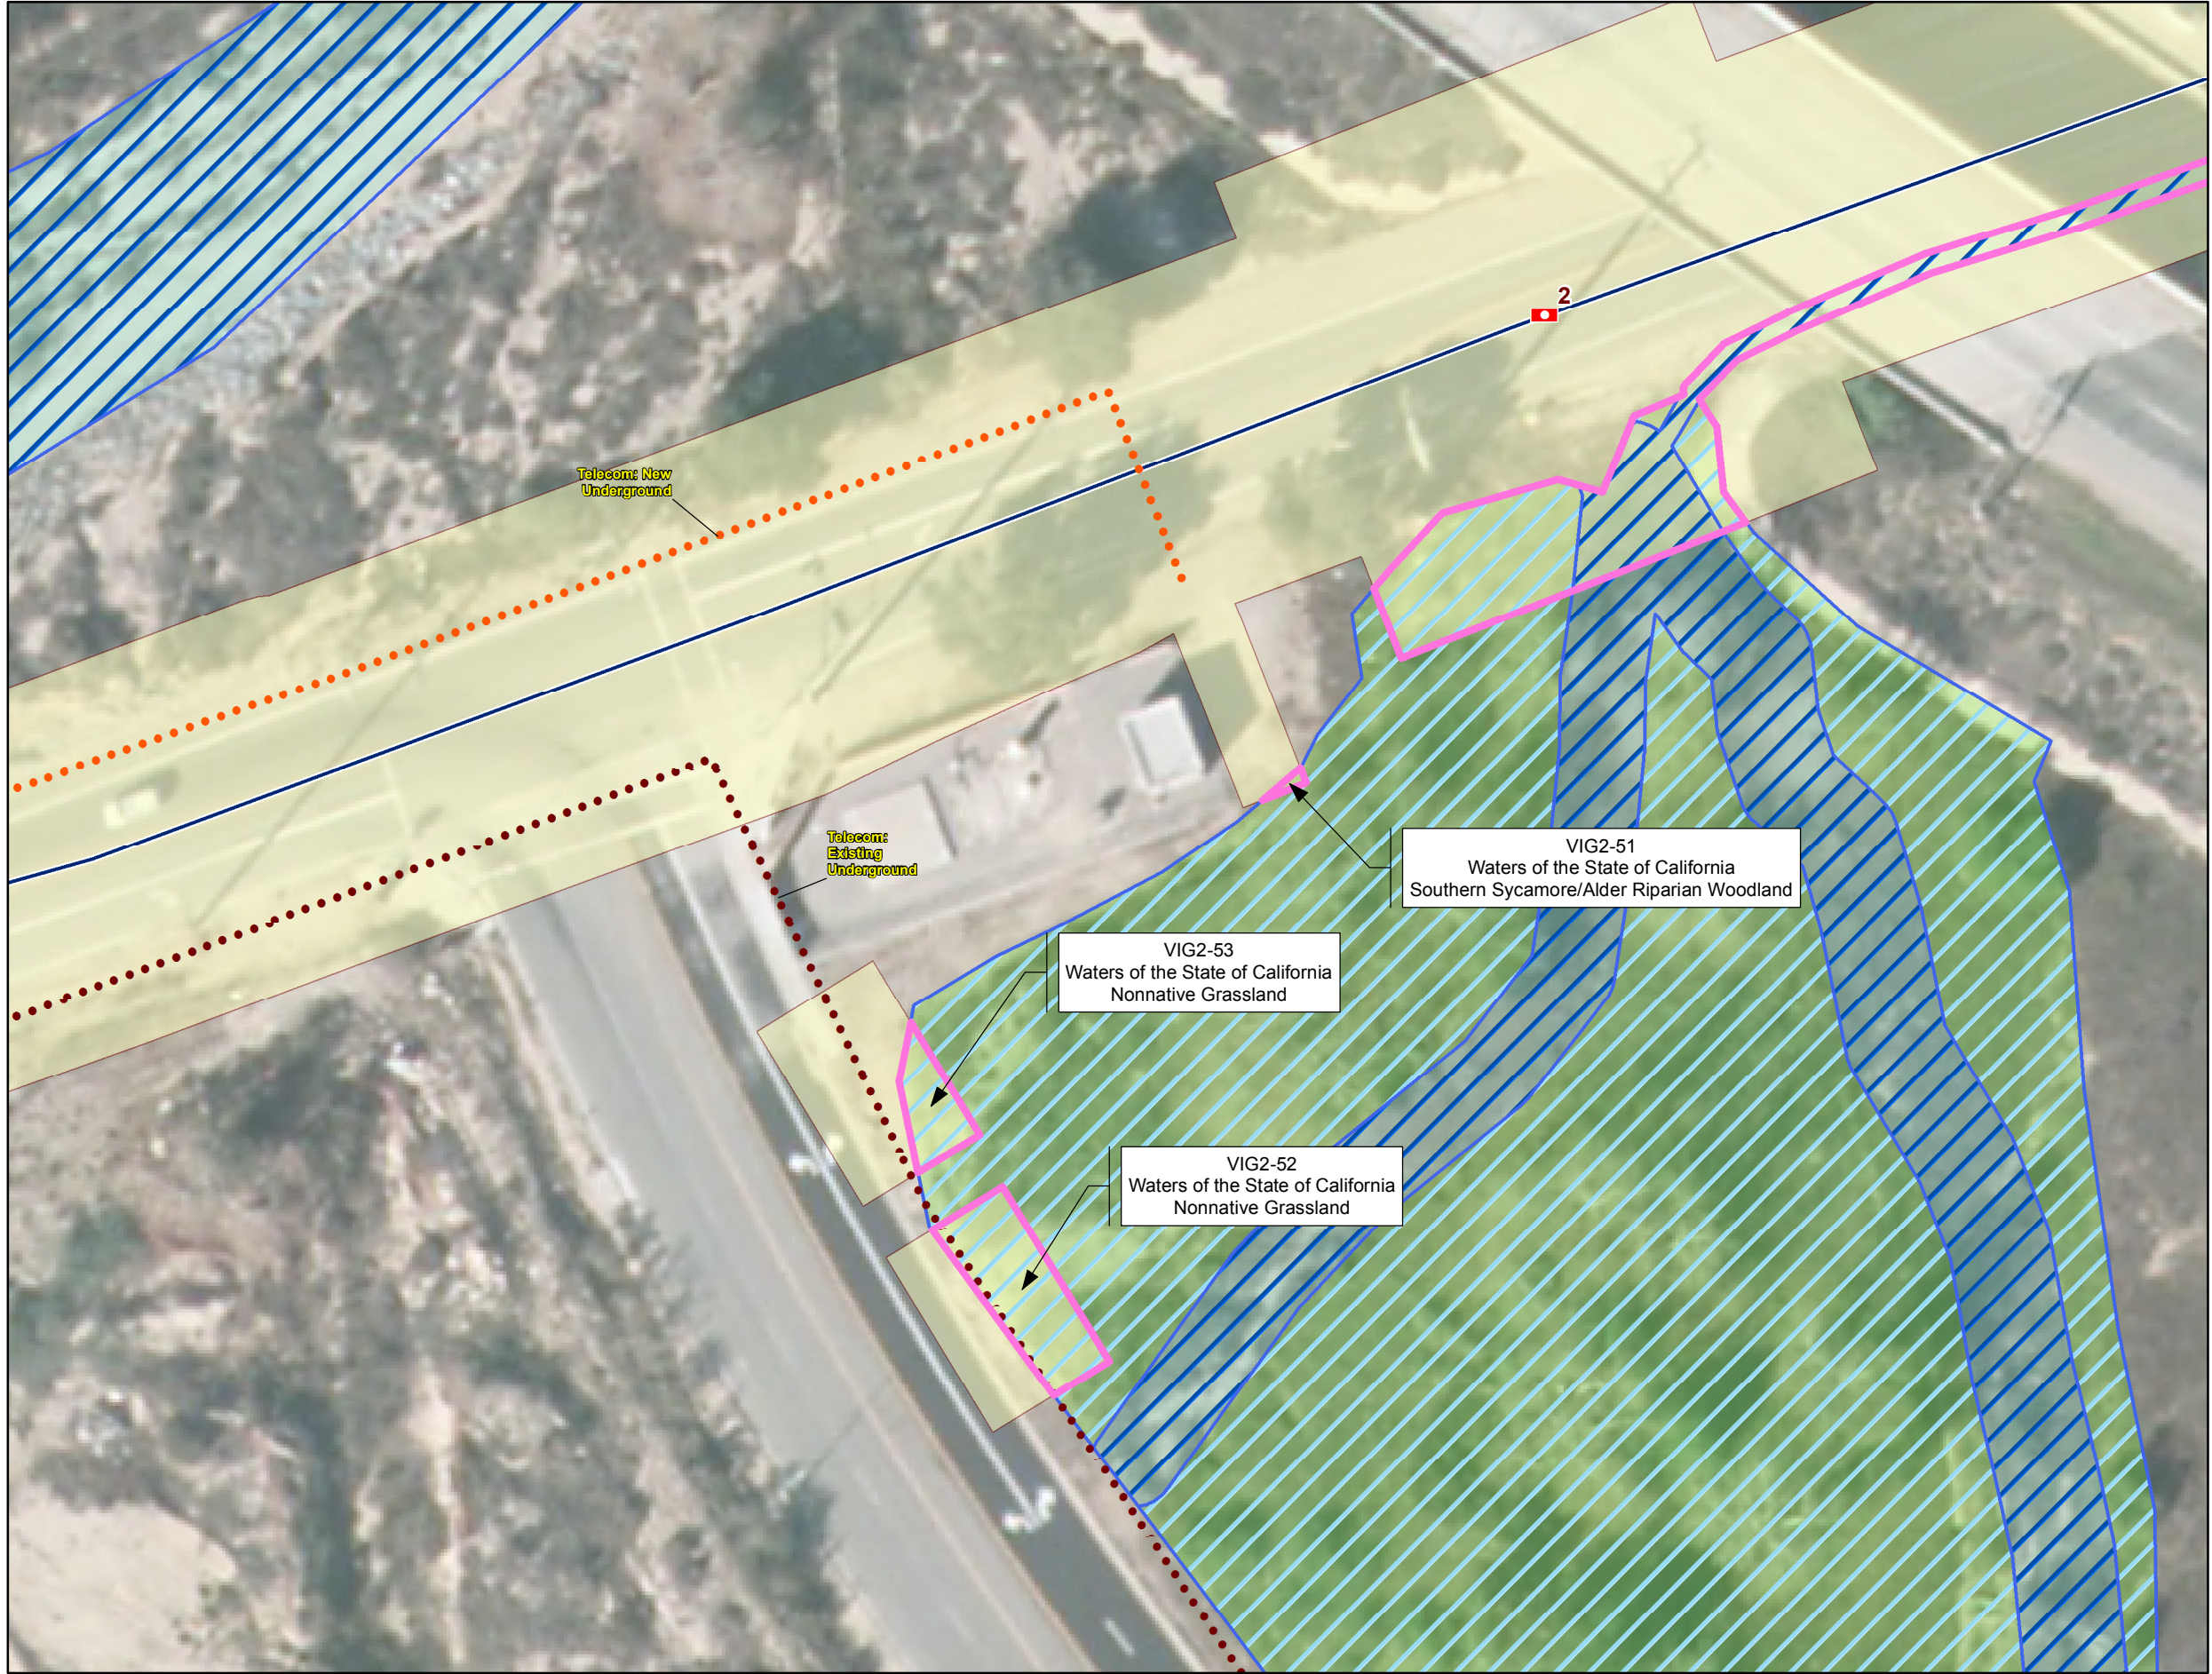 2
Telecom: New
Underground
Telecom:
Existing
Underground
VIG2-51
Waters of the State of California
Southern Sycamore/Alder Riparian Woodland
VIG2-53
Waters of the State of California
Nonnative Grassland
VIG2-52
Waters of the State of California
Nonnative Grassland